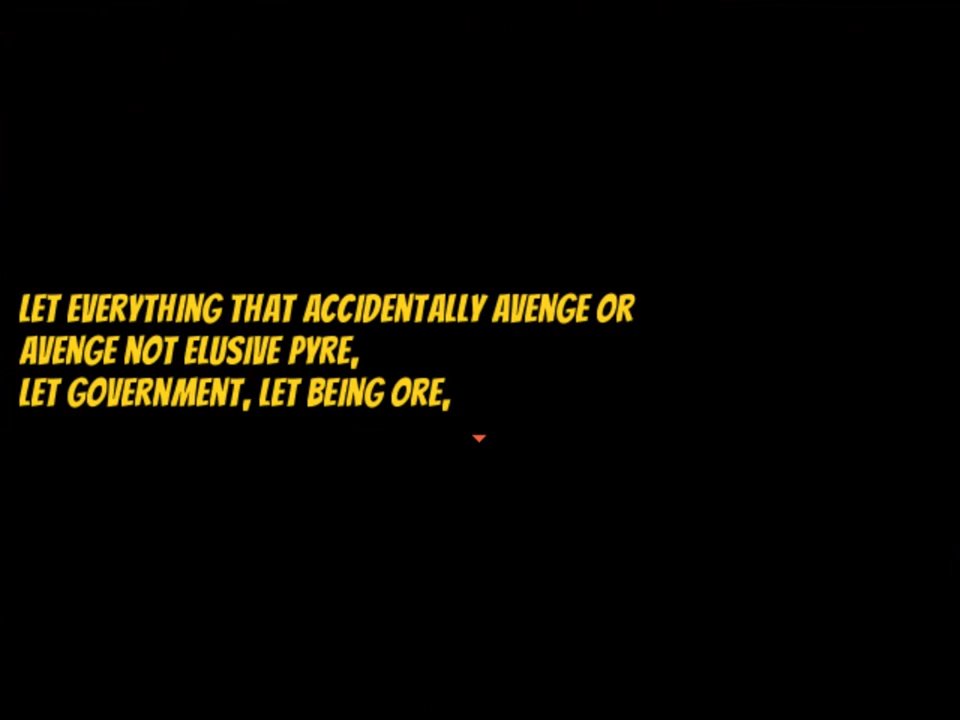 LET EVERYTHING THAT ACCIDENTALLY AVENGE OR
AVENGE NOT ELUSIVE PYRE,
LET GOVERNMENT, LET BEING ORE,